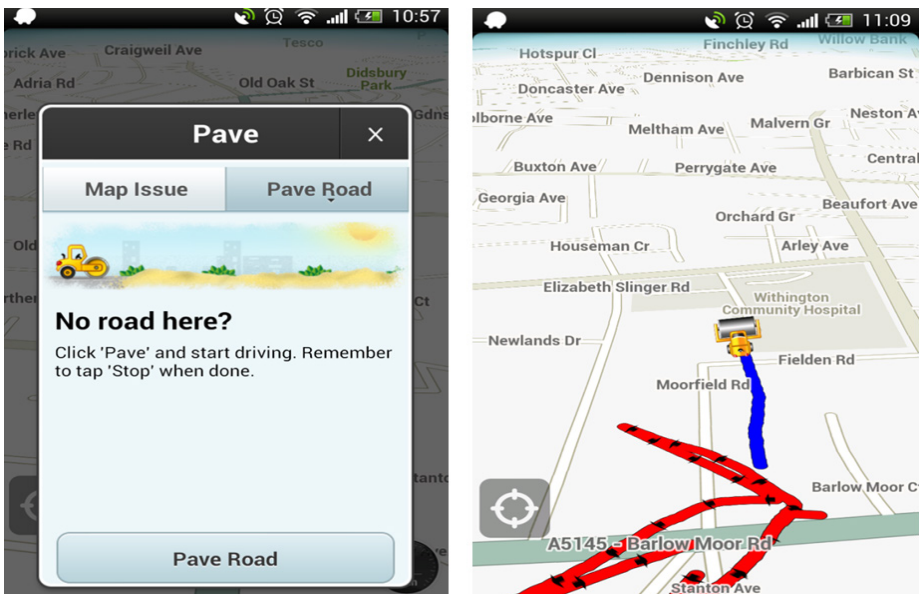 10:57
Craigweil Ave
Tesco
Adria Rd
Old Oak St
Didsbury
Park
Pave
×
Map Issue
Pave Road
No road here?
Click 'Pave' and start driving. Remember
to tap 'Stop' when done.
Ct
Pave Road
11:09
Hotspur Cl
Finchley Rd
Willow Bank
Doncaster Ave
Dennison Ave
Barbican St
olborne Ave
Meltham Ave
Malvern Gr
Neston Av
Buxton Ave
Perrygate Ave
Central
Georgia Ave
Beaufort Ave
Orchard Gr
Houseman Cr
Arley Ave
Elizabeth Slinger Rd
Withington
Community Hospital
Newlands Dr
Fielden Rd
Moorfield Rd
Barlow Moor C
A5145 - Barlow Moor Rd
Stanton Ave